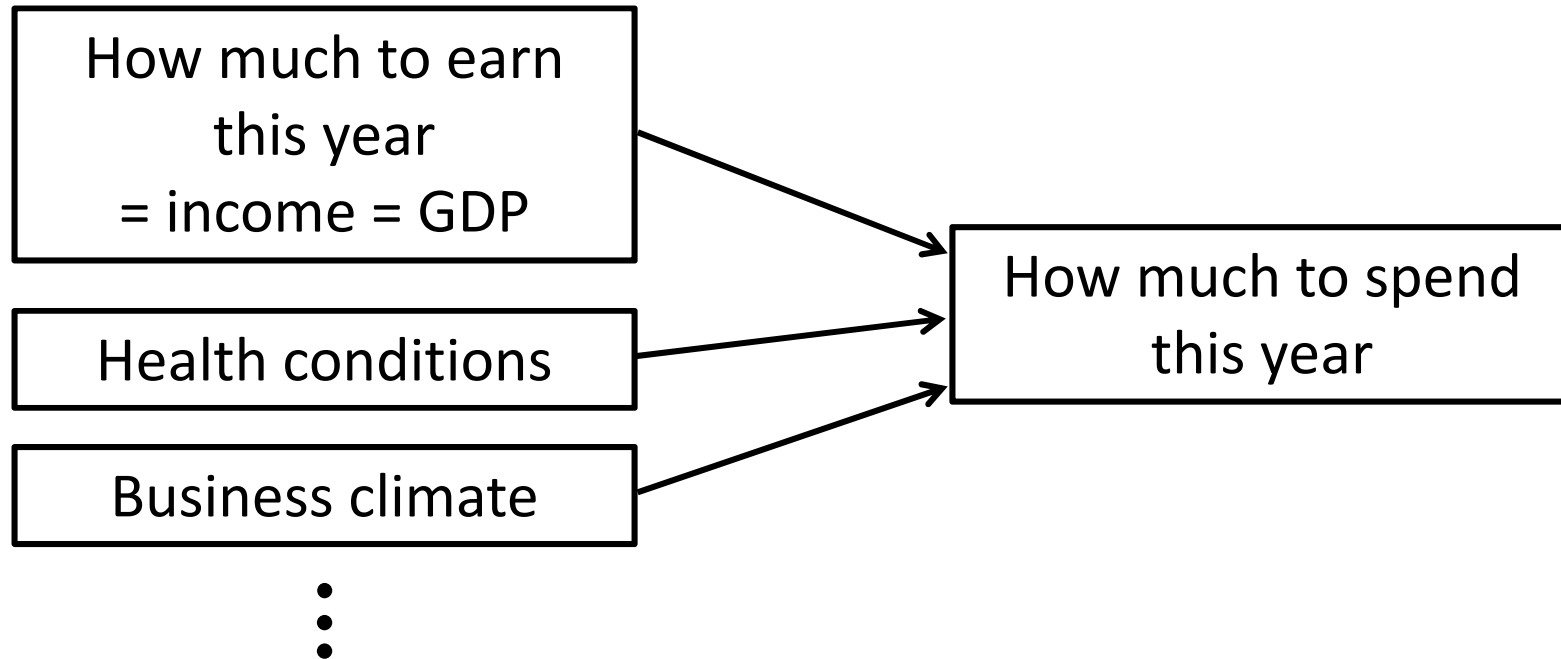 How much to earn
this year
= income = GDP
Health conditions
Business climate
How much to spend
this year